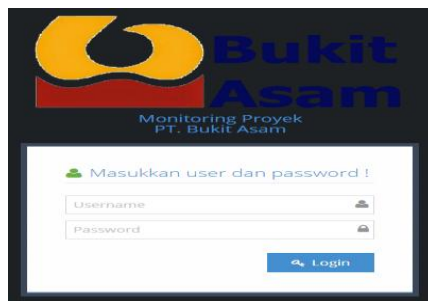 Bukit
Asam
Monitoring Proyek
PT. Bukit Asam
Masukkan user dan password !
Username
Password
Login